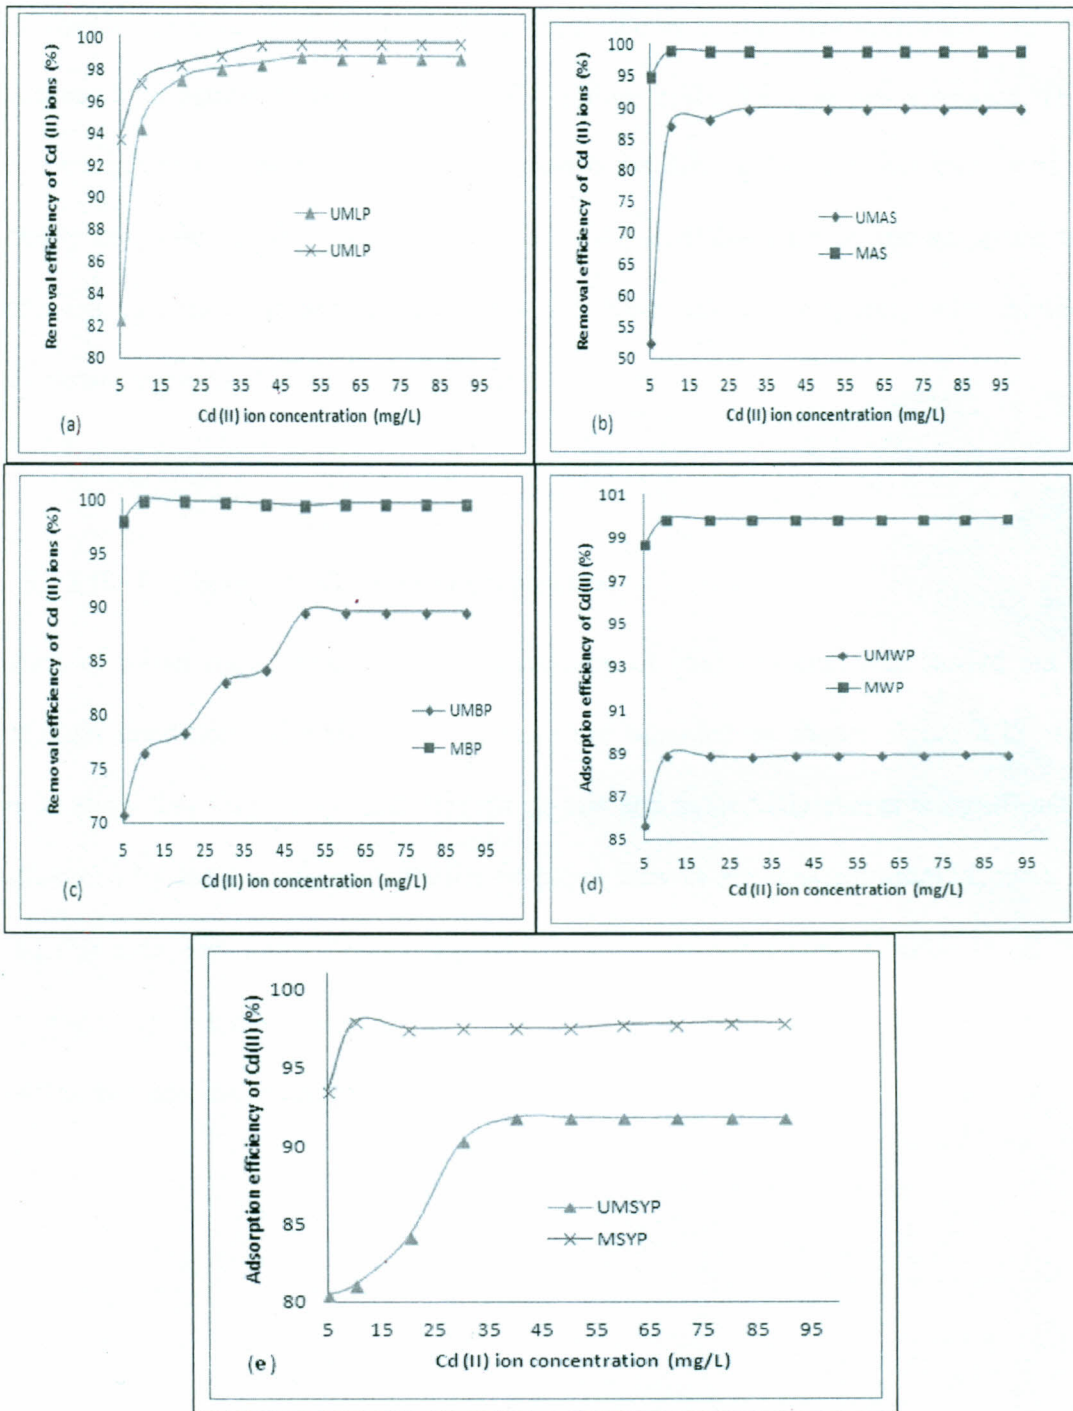 Removal efficiency of Cd (II) ions (%)
100
98
96
94
92
90
88
86
84
82
80
UMLP
UMLP
5 15 25 35 45 55 65 75 85 95
Cd (II) ion concentration (mg/L)
(a)
Removal efficiency of Cd (II) ions (%)
100
95
90
85
80
75
70
65
60
55
50
UMAS
MAS
5 15 25 35 45 55 65 75 85 95
Cd (II) ion concentration (mg/L)
(b)
Removal efficiency of Cd (II) ions (%)
100
95
90
85
80
75
70
UMBP
MBP
5 15 25 35 45 55 65 75 85 95
Cd (II) ion concentration (mg/L)
(c)
Adsorption efficiency of Cd(II) (%)
101
99
97
95
93
91
89
87
85
UMWP
MWP
5 15 25 35 45 55 65 75 85 95
Cd (II) ion concentration (mg/L)
(d)
Adsorption efficiency of Cd(II) (%)
100
95
90
85
80
UMSYP
MSYP
5 15 25 35 45 55 65 75 85 95
Cd (II) ion concentration (mg/L)
(e)